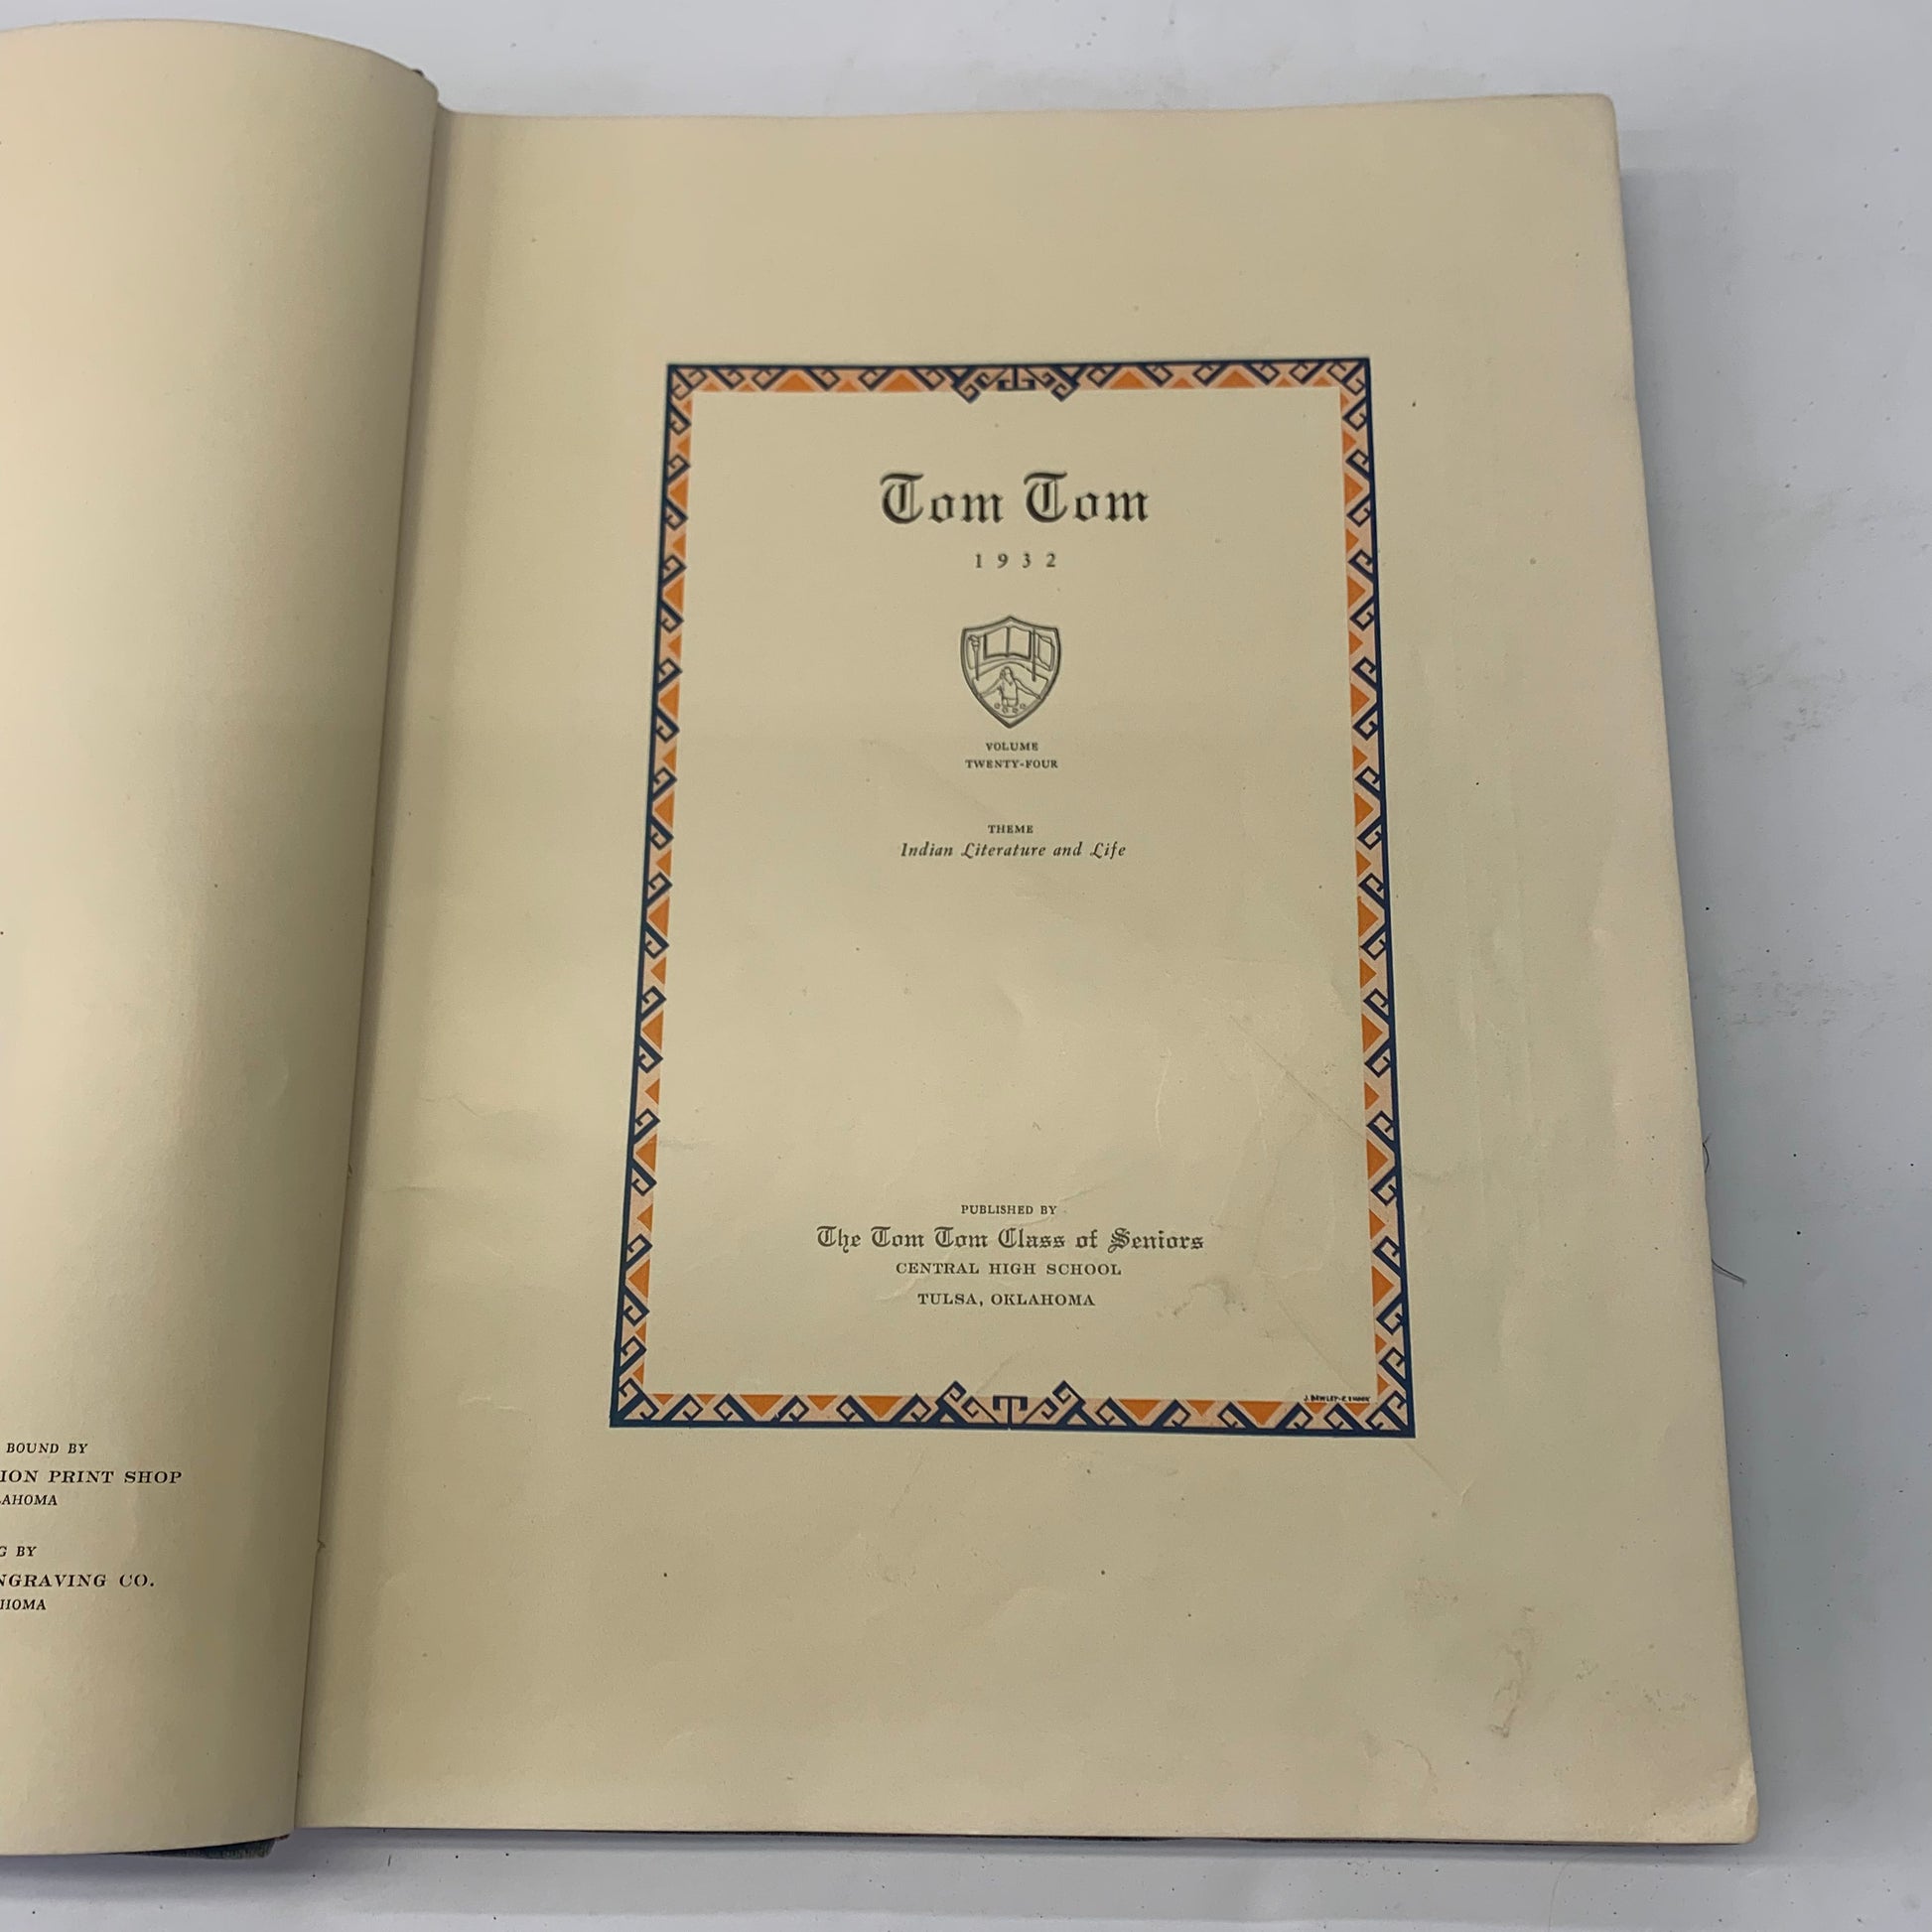 BOUND BY
ION PRINT SHOP
LAHOMA
G BY
NGRAVING CO.
HOMA
Tom Tom
1932
VOLUME
TWENTY-FOUR
THEME
Indian Literature and Life
PUBLISHED BY
The Tom Tom Class of Seniors
CENTRAL HIGH SCHOOL
TULSA, OKLAHOMA